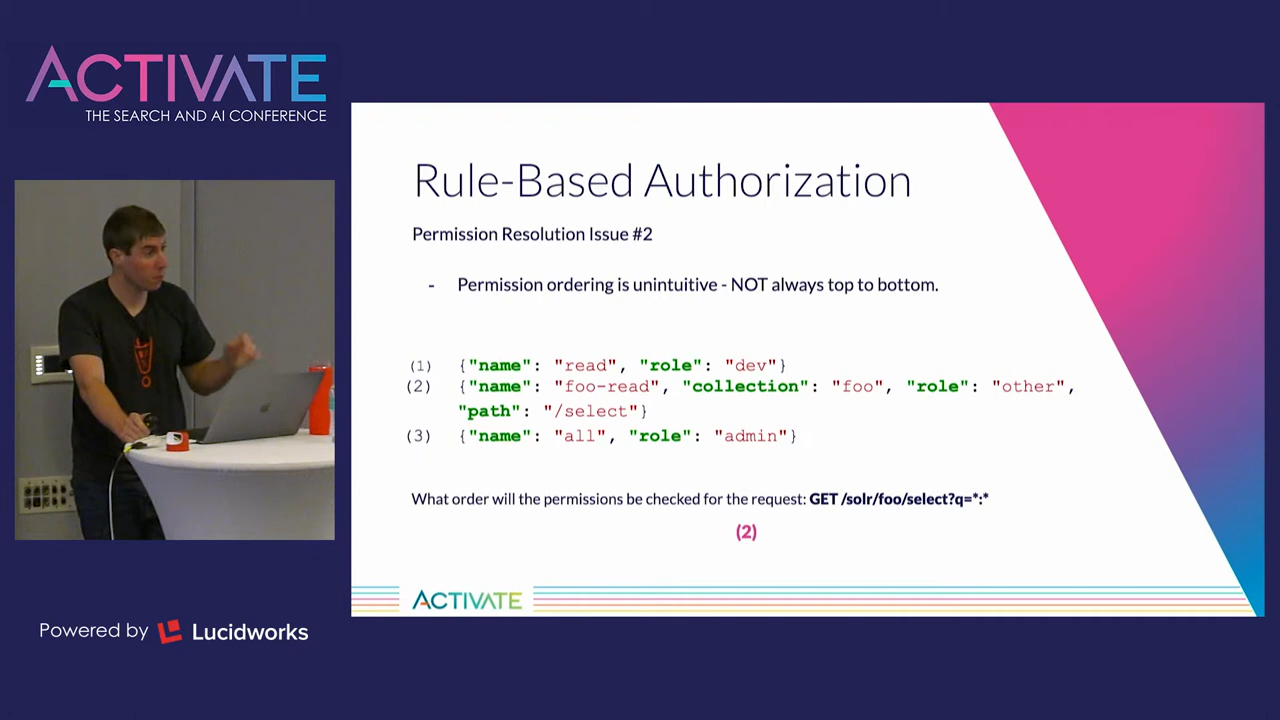 ACTIVATE
THE SEARCH AND AI CONFERENCE
Rule-Based Authorization
Permission Resolution Issue #2
- Permission ordering is unintuitive - NOT always top to bottom.
(1) {"name": "read", "role": "dev"}
(2) {"name": "foo-read", "collection": "foo", "role": "other",
"path": "/select"}
(3) {"name": "all", "role": "admin"}
What order will the permissions be checked for the request: GET /solr/foo/select?q=*:*
(2)
ACTIVATE
Powered by Lucidworks